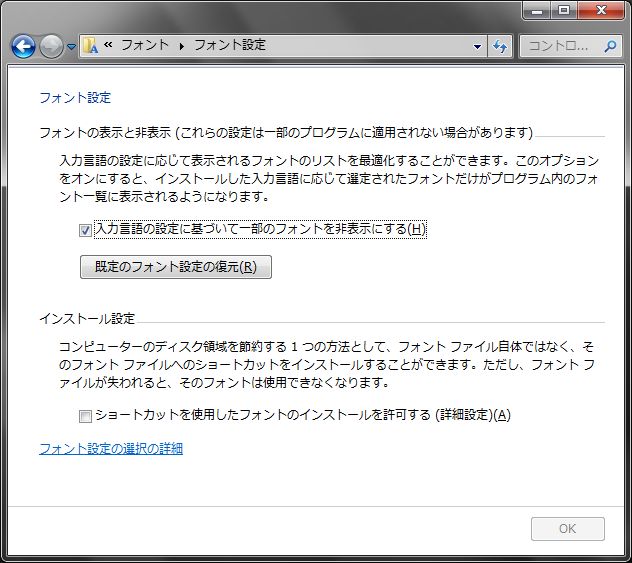 « フォント ▸ フォント設定
コントロ...
フォント設定
フォントの表示と非表示 (これらの設定は一部のプログラムに適用されない場合があります)
入力言語の設定に応じて表示されるフォントのリストを最適化することができます。このオプション
をオンにすると、インストールした入力言語に応じて選定されたフォントだけがプログラム内のフォ
ント一覧に表示されるようになります。
入力言語の設定に基づいて一部のフォントを非表示にする(H)
既定のフォント設定の復元(R)
インストール設定
コンピューターのディスク領域を節約する 1 つの方法として、フォント ファイル自体ではなく、そ
のフォント ファイルへのショートカットをインストールすることができます。ただし、フォント フ
ァイルが失われると、そのフォントは使用できなくなります。
ショートカットを使用したフォントのインストールを許可する (詳細設定)(A)
フォント設定の選択の詳細
OK